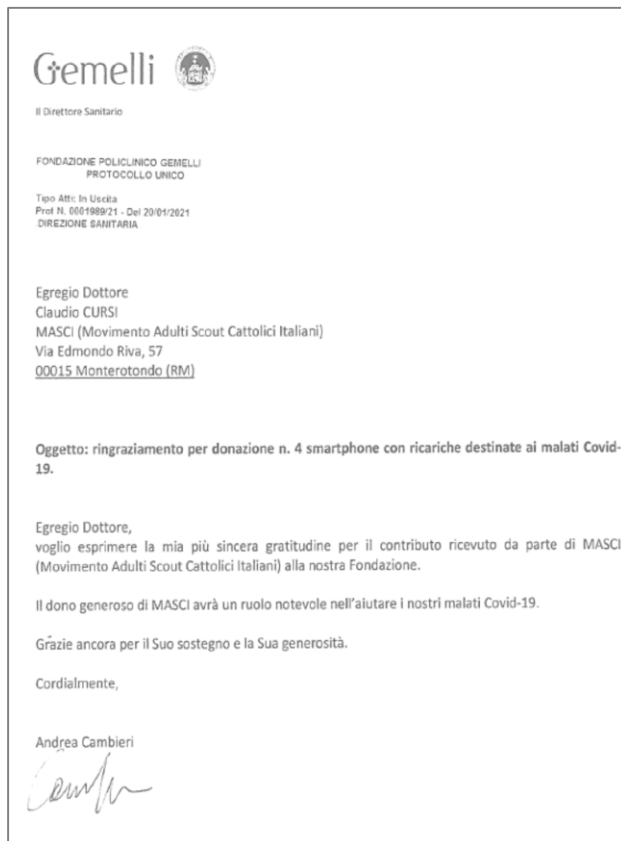 Gemelli
Il Direttore Sanitario
FONDAZIONE POLICLINICO GEMELLI
PROTOCOLLO UNICO
Tipo Atto: In Uscita
Prot N. 0001989/21 - Del 20/01/2021
DIREZIONE SANITARIA
Egregio Dottore
Claudio CURSI
MASCI (Movimento Adulti Scout Cattolici Italiani)
Via Edmondo Riva, 57
00015 Monterotondo (RM)
Oggetto: ringraziamento per donazione n. 4 smartphone con ricariche destinate ai malati Covid-
19.
Egregio Dottore,
voglio esprimere la mia più sincera gratitudine per il contributo ricevuto da parte di MASCI
(Movimento Adulti Scout Cattolici Italiani) alla nostra Fondazione.
Il dono generoso di MASCI avrà un ruolo notevole nell'aiutare i nostri malati Covid-19.
Grazie ancora per il Suo sostegno e la Sua generosità.
Cordialmente,
Andrea Cambieri